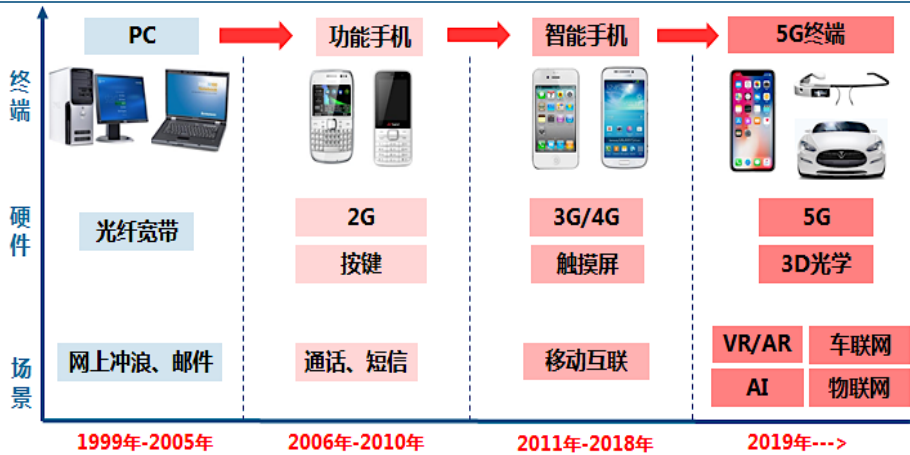 PC
功能手机
智能手机
5G终端
终端
硬件
光纤宽带
2G
3G/4G
5G
按键
触摸屏
3D光学
场景
网上冲浪、邮件
通话、短信
移动互联
VR/AR
车联网
AI
物联网
1999年-2005年
2006年-2010年
2011年-2018年
2019年--->